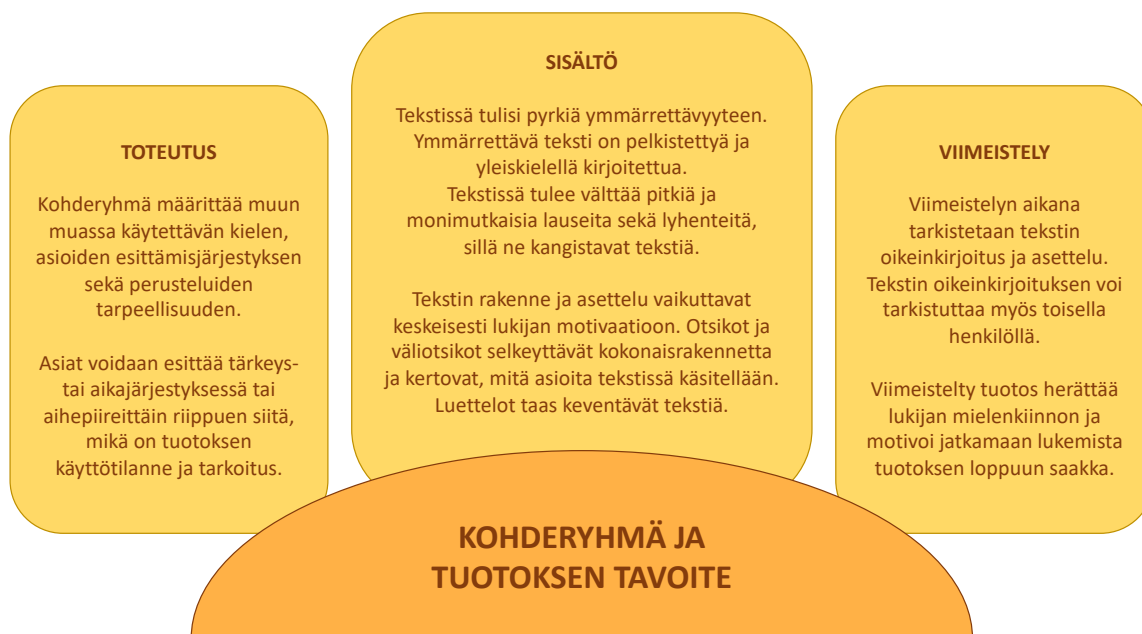 TOTEUTUS
Kohderyhmä määrittää muun
muassa käytettävän kielen,
asioiden esittämisjärjestyksen
sekä perusteluiden
tarpeellisuuden.
Asiat voidaan esittää tärkeys-
tai aikajärjestyksessä tai
aihepiireittäin riippuen siitä,
mikä on tuotoksen
käyttötilanne ja tarkoitus.
SISÄLTÖ
Tekstissä tulisi pyrkiä ymmärrettävyyteen.
Ymmärrettävä teksti on pelkistettyä ja
yleiskielellä kirjoitettua.
Tekstissä tulee välttää pitkiä ja
monimutkaisia lauseita sekä lyhenteitä,
sillä ne kangistavat tekstiä.
Tekstin rakenne ja asettelu vaikuttavat
keskeisesti lukijan motivaatioon. Otsikot ja
väliotsikot selkeyttävät kokonaisrakennetta
ja kertovat, mitä asioita tekstissä käsitellään.
Luettelot taas keventävät tekstiä.
VIIMEISTELY
Viimeistelyn aikana
tarkistetaan tekstin
oikeinkirjoitus ja asettelu.
Tekstin oikeinkirjoituksen voi
tarkistuttaa myös toisella
henkilöllä.
Viimeistelty tuotos herättää
lukijan mielenkiinnon ja
motivoi jatkamaan lukemista
tuotoksen loppuun saakka.
KOHDERYHMÄ JA
TUOTOKSEN TAVOITE